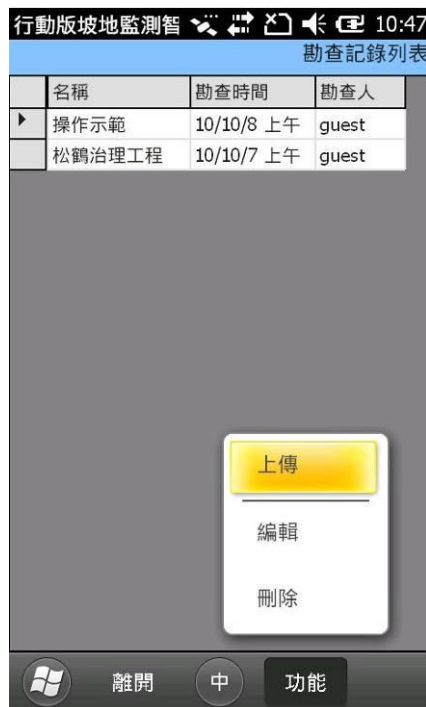 行動版坡地監測智 10:47
勘查記錄列表
名稱 勘查時間 勘查人
操作示範 10/10/8 上午 guest
松鶴治理工程 10/10/7 上午 guest
上傳
編輯
刪除
離開 中 功能